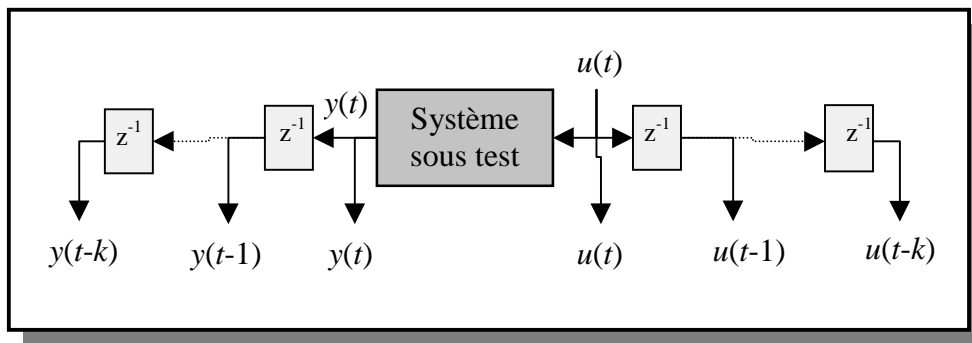 u(t)
y(t)
Système
sous test
z-1
z-1
z-1
z-1
y(t-k)
y(t-1)
y(t)
u(t)
u(t-1)
u(t-k)